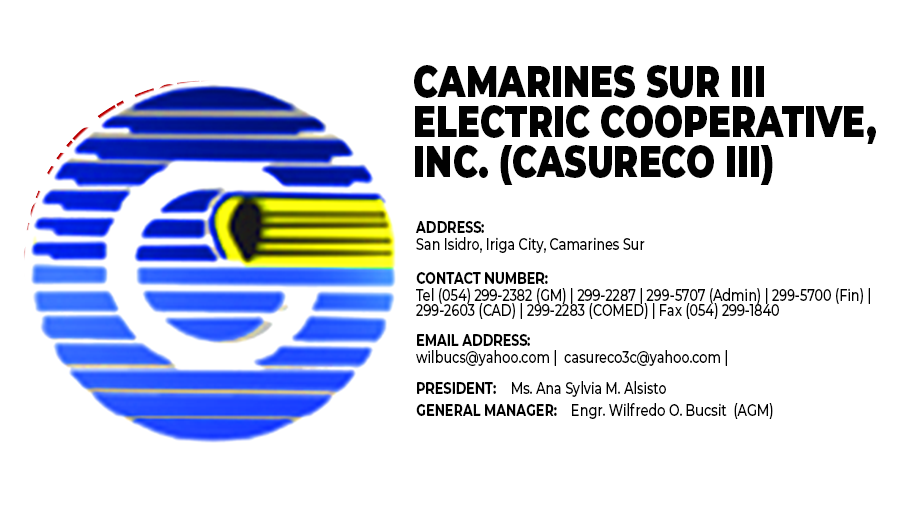 CAMARINES SUR III
ELECTRIC COOPERATIVE,
INC. (CASURECO III)
ADDRESS:
San Isidro, Iriga City, Camarines Sur
CONTACT NUMBER:
Tel (054) 299-2382 (GM) | 299-2287 | 299-5707 (Admin) | 299-5700 (Fin) |
299-2603 (CAD) | 299-2283 (COMED) | Fax (054) 299-1840
EMAIL ADDRESS:
wilbucs@yahoo.com | casureco3c@yahoo.com |
PRESIDENT: Ms. Ana Sylvia M. Alsisto
GENERAL MANAGER: Engr. Wilfredo O. Bucsit (AGM)